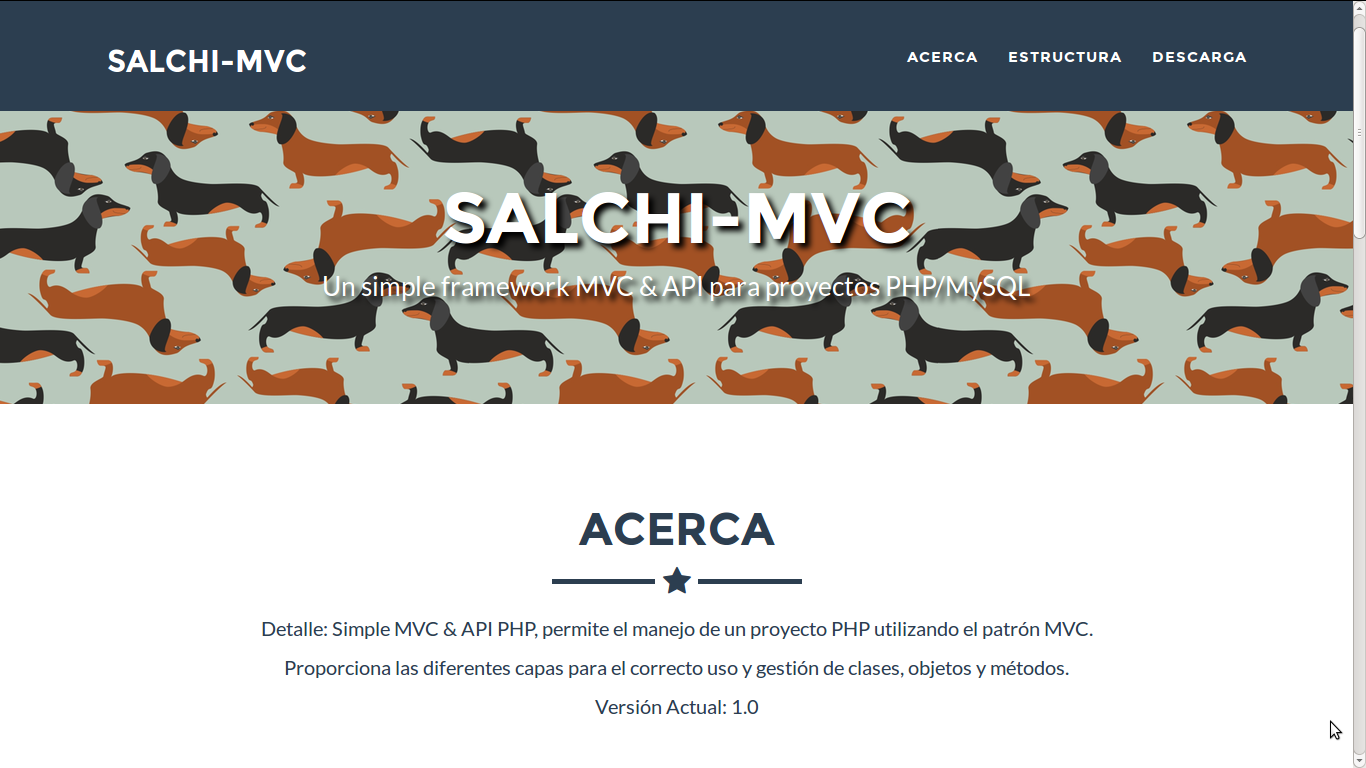 SALCHI-MVC
ACERCA ESTRUCTURA DESCARGA
SALCHI-MVC
Un simple framework MVC & API para proyectos PHP/MySQL
ACERCA
Detalle: Simple MVC & API PHP, permite el manejo de un proyecto PHP utilizando el patrón MVC.
Proporciona las diferentes capas para el correcto uso y gestión de clases, objetos y métodos.
Versión Actual: 1.0